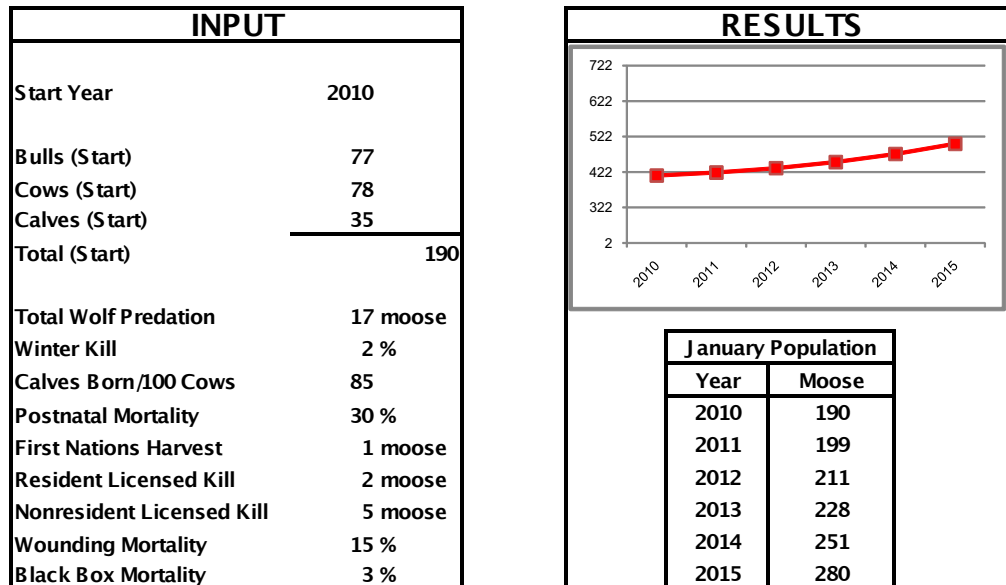 INPUT
Start Year 2010
Bulls (Start) 77
Cows (Start) 78
Calves (Start) 35
Total (Start) 190
Total Wolf Predation 17 moose
Winter Kill 2 %
Calves Born/100 Cows 85
Postnatal Mortality 30 %
First Nations Harvest 1 moose
Resident Licensed Kill 2 moose
Nonresident Licensed Kill 5 moose
Wounding Mortality 15 %
Black Box Mortality 3 %
RESULTS
722
622
522
422
322
2
2010 2011 2012 2013 2014 2015
January Population
Year Moose
2010 190
2011 199
2012 211
2013 228
2014 251
2015 280